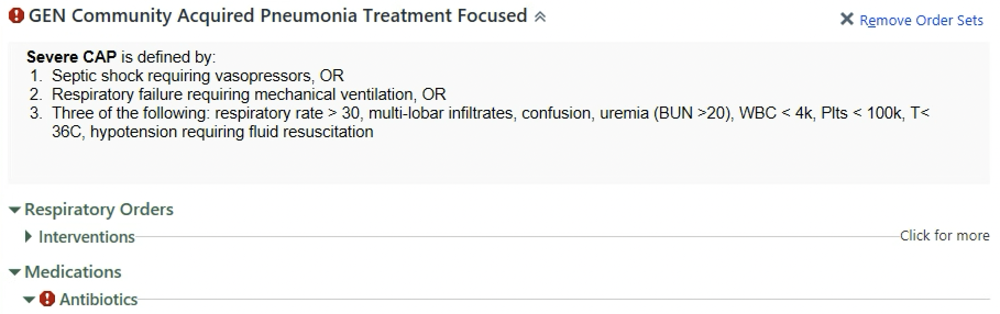 GEN Community Acquired Pneumonia Treatment Focused
Remove Order Sets
Severe CAP is defined by:
1. Septic shock requiring vasopressors, OR
2. Respiratory failure requiring mechanical ventilation, OR
3. Three of the following: respiratory rate > 30, multi-lobar infiltrates, confusion, uremia (BUN >20), WBC < 4k, Plts < 100k, T<
36C, hypotension requiring fluid resuscitation
Respiratory Orders
Interventions
Click for more
Medications
Antibiotics